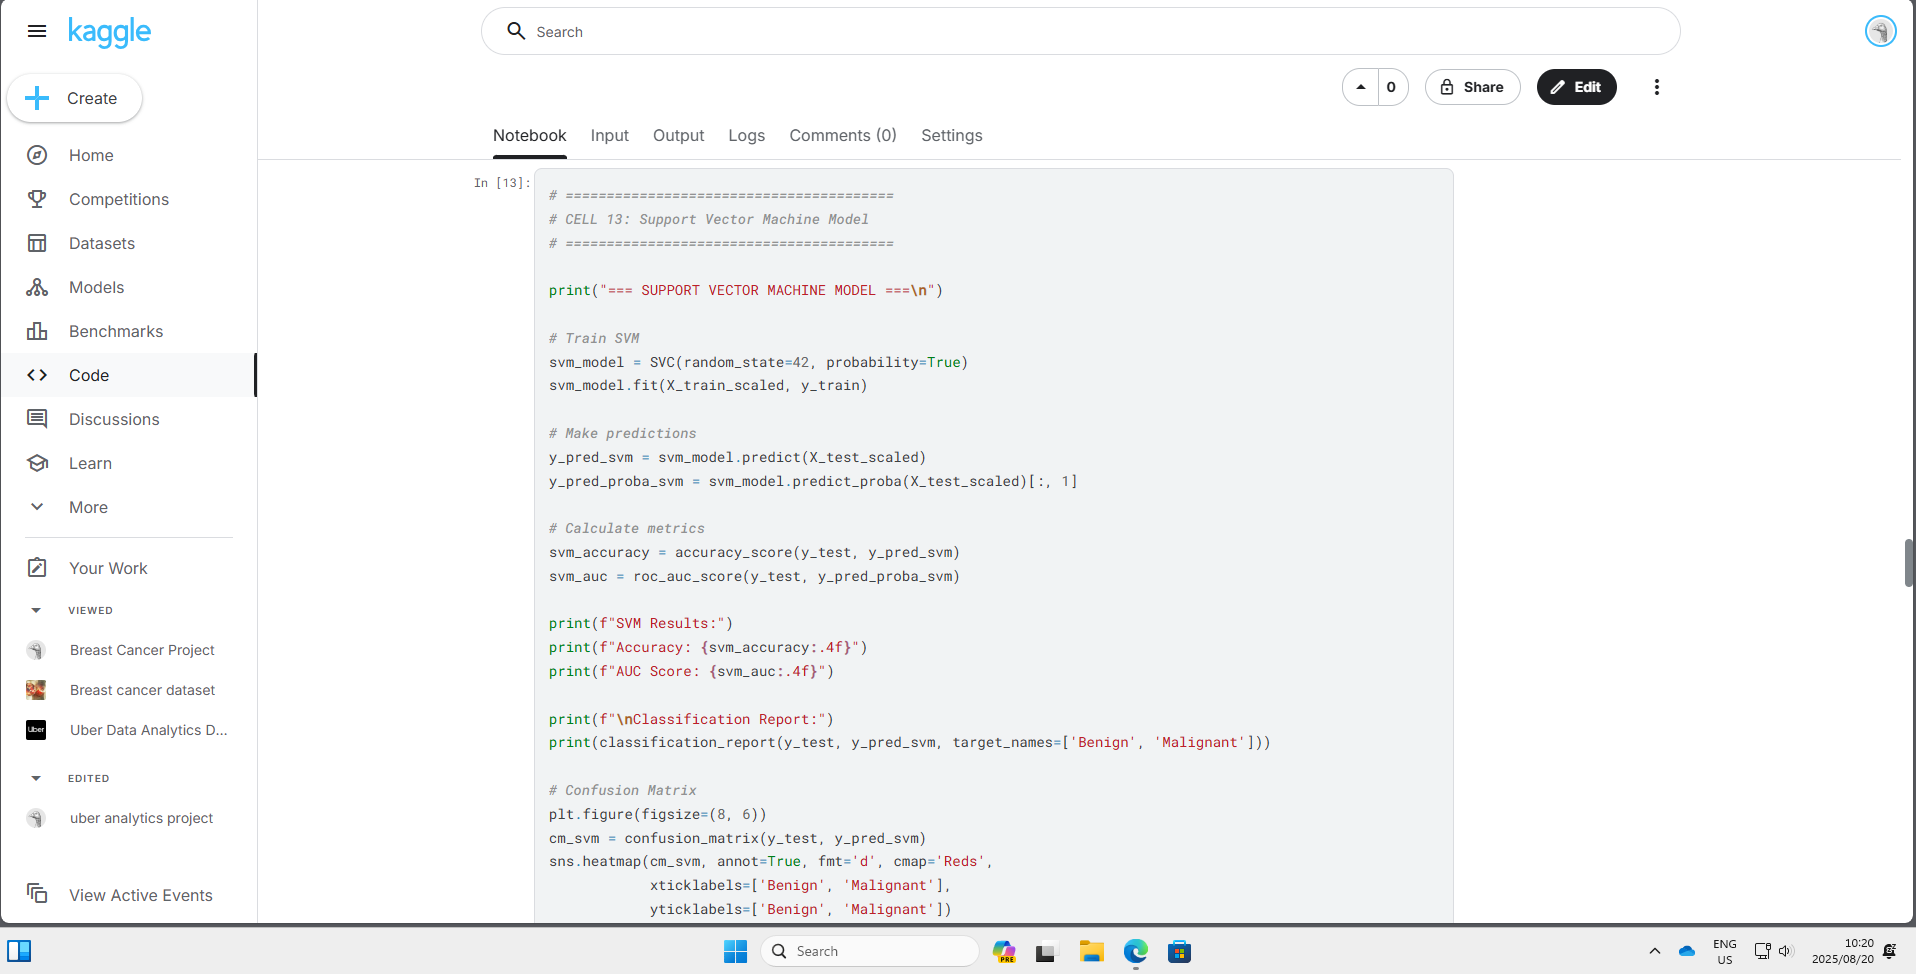 kaggle
Search
Create
0
Share
Edit
Notebook
Input
Output
Logs
Comments (0)
Settings
Home
Competitions
Datasets
Models
Benchmarks
Code
Discussions
Learn
More
Your Work
VIEWED
Breast Cancer Project
Breast cancer dataset
Uber
Uber Data Analytics D...
EDITED
uber analytics project
View Active Events
In [13]:
# ========================================
# CELL 13: Support Vector Machine Model
# ========================================
print("=== SUPPORT VECTOR MACHINE MODEL ===\n")
# Train SVM
svm_model = SVC(random_state=42, probability=True)
svm_model.fit(X_train_scaled, y_train)
# Make predictions
y_pred_svm = svm_model.predict(X_test_scaled)
y_pred_proba_svm = svm_model.predict_proba(X_test_scaled)[:, 1]
# Calculate metrics
svm_accuracy = accuracy_score(y_test, y_pred_svm)
svm_auc = roc_auc_score(y_test, y_pred_proba_svm)
print(f"SVM Results:")
print(f"Accuracy: {svm_accuracy:.4f}")
print(f"AUC Score: {svm_auc:.4f}")
print(f"\nClassification Report:")
print(classification_report(y_test, y_pred_svm, target_names=['Benign', 'Malignant']))
# Confusion Matrix
plt.figure(figsize=(8, 6))
cm_svm = confusion_matrix(y_test, y_pred_svm)
sns.heatmap(cm_svm, annot=True, fmt='d', cmap='Reds',
xticklabels=['Benign', 'Malignant'],
yticklabels=['Benign', 'Malignant'])
Search
PRE
ENG
US
10:20
2025/08/20